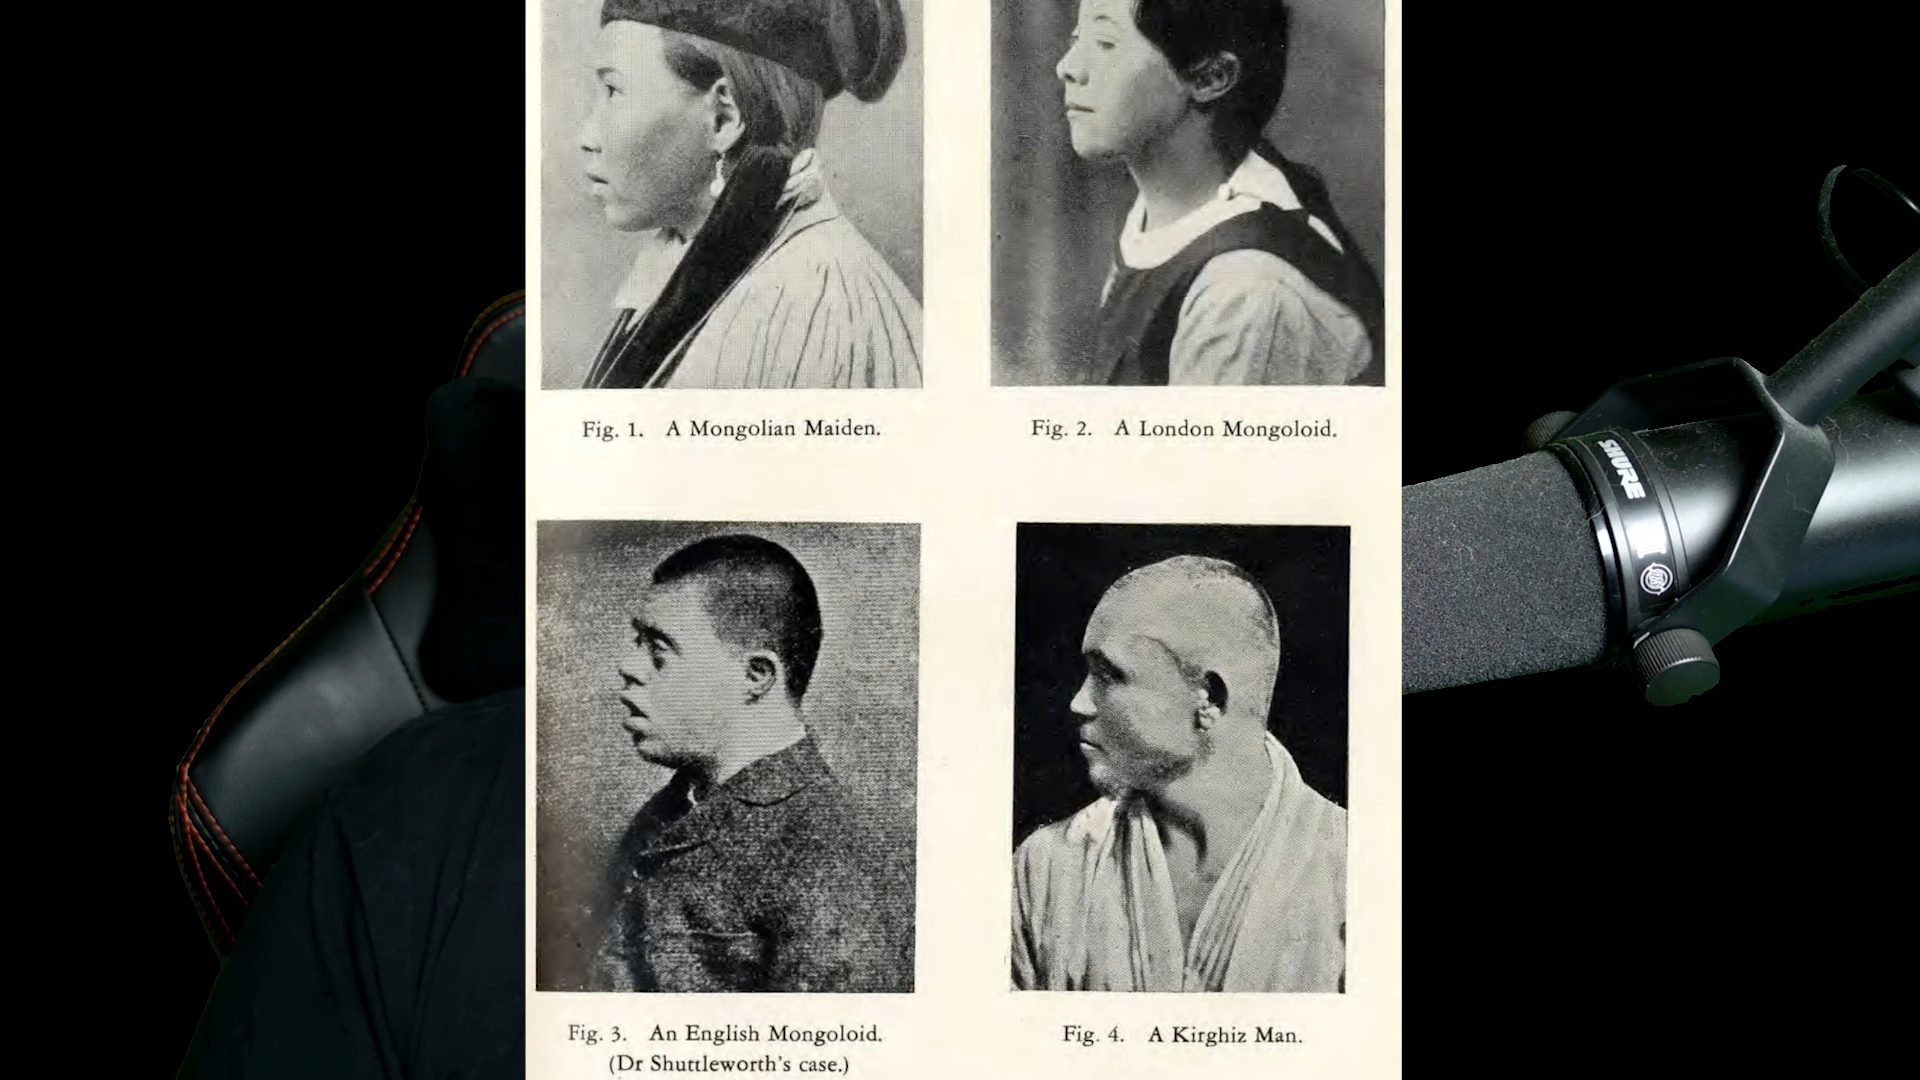 Fig. 1. A Mongolian Maiden.
Fig. 2. A London Mongoloid.
SHURE
Fig. 3. An English Mongoloid.
(Dr Shuttleworth's case.)
Fig. 4. A Kirghiz Man.